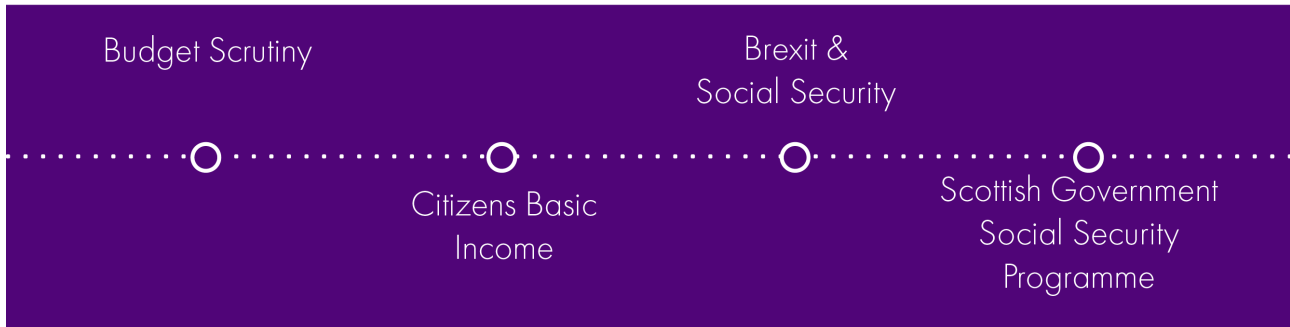 Budget Scrutiny
Citizens Basic
Income
Brexit &
Social Security
Scottish Government
Social Security
Programme